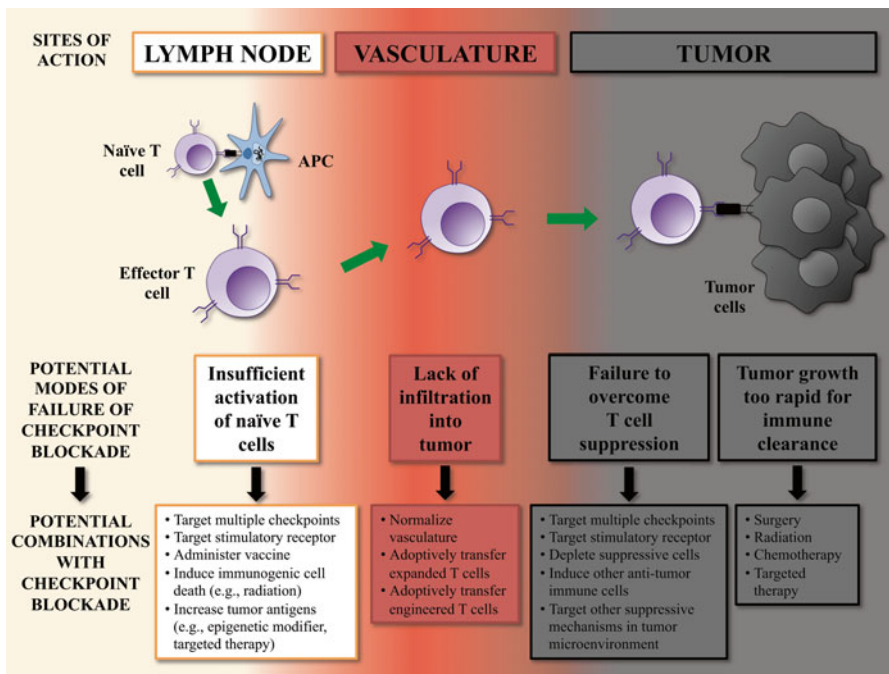 SITES OF
ACTION
LYMPH NODE
VASCULATURE
TUMOR
Naïve T
cell
APC
Effector T
cell
Tumor
cells
POTENTIAL
MODES OF
FAILURE OF
CHECKPOINT
BLOCKADE
Insufficient
activation
of naïve T
cells
Lack of
infiltration
into
tumor
Failure to
overcome
T cell
suppression
Tumor growth
too rapid for
immune
clearance
POTENTIAL
COMBINATIONS
WITH
CHECKPOINT
BLOCKADE
• Target multiple checkpoints
• Target stimulatory receptor
• Administer vaccine
• Induce immunogenic cell
death (e.g., radiation)
• Increase tumor antigens
(e.g., epigenetic modifier,
targeted therapy)
• Normalize
vasculature
• Adoptively transfer
expanded T cells
• Adoptively transfer
engineered T cells
• Target multiple checkpoints
• Target stimulatory receptor
• Deplete suppressive cells
• Induce other anti-tumor
immune cells
• Target other suppressive
mechanisms in tumor
microenvironment
• Surgery
• Radiation
• Chemotherapy
• Targeted
therapy